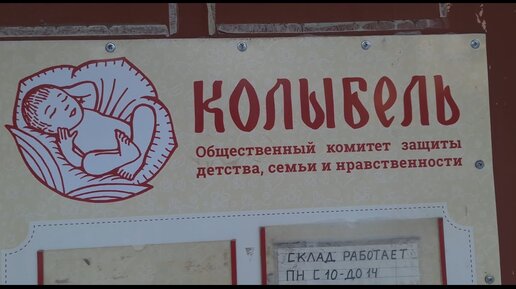 КОЛЫБЕЛЬ
Общественный комитет защиты
детства, семьи и нравственности
СКЛАД РАБОТАЕТ
ПН С 10-ДО 14